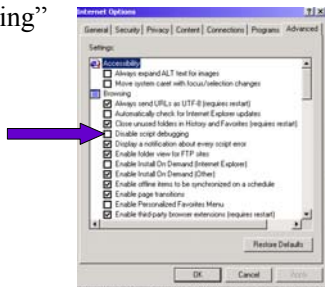 ing”
Internet Options
General Security Privacy Content Connections Programs Advanced
Settings:
Accessibility
Always expand ALT text for images
Move system caret with focus/selection changes
Browsing
Always send URLs as UTF-8 (requires restart)
Automatically check for Internet Explorer updates
Close unused folders in History and Favorites (requires restart)
Disable script debugging
Display a notification about every script error
Enable folder view for FTP sites
Enable Install On Demand (Internet Explorer)
Enable Install On Demand (Other)
Enable offline items to be synchronized on a schedule
Enable page transitions
Enable Personalized Favorites Menu
Enable third-party browser extensions (requires restart)
Restore Defaults
OK Cancel Apply